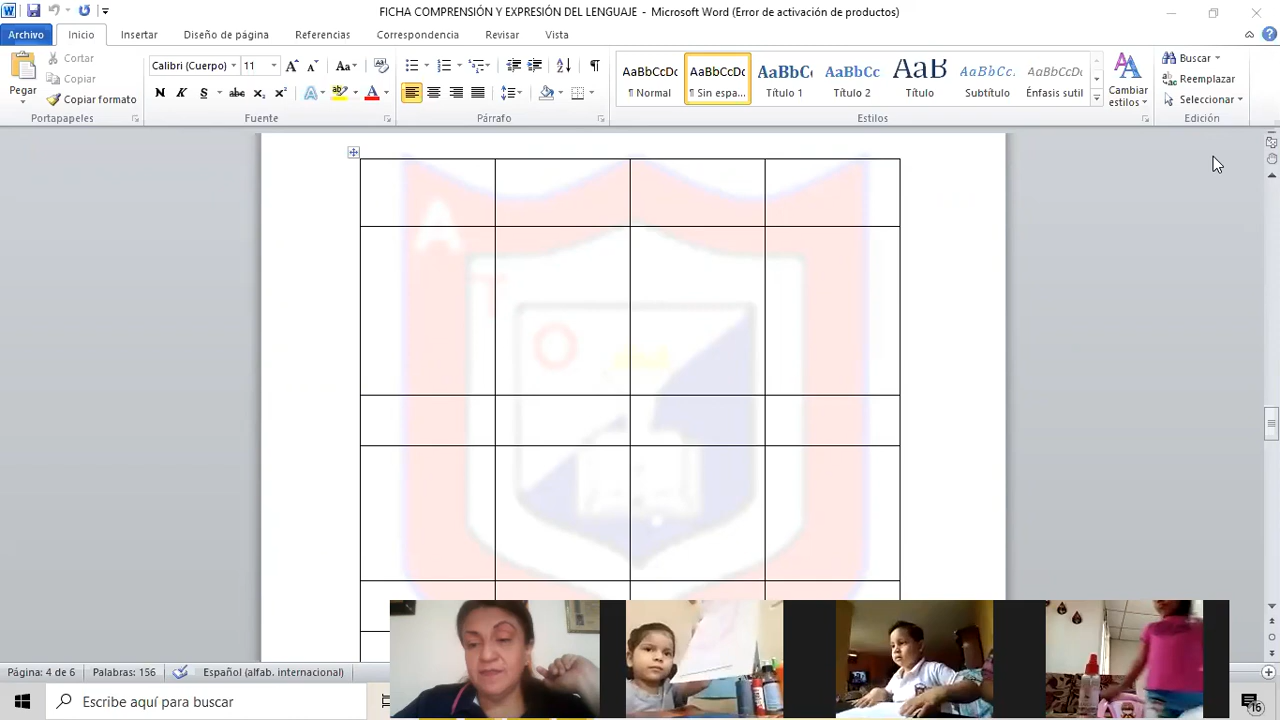 FICHA COMPRENSIÓN Y EXPRESIÓN DEL LENGUAJE - Microsoft Word (Error de activación de productos)
Archivo Inicio Insertar Diseño de página Referencias Correspondencia Revisar Vista
Pegar
Cortar
Copiar
Copiar formato
Portapapeles
Calibri (Cuerpo) 11
N K S abc x₂ x²
Fuente
Párrafo
AaBbCcDc AaBbCcDc AaBbC AaBbCc AaB AaBbCc. AaBbCcDc
¶ Normal ¶ Sin espa... Título 1 Título 2 Título Subtítulo Énfasis sutil
Cambiar
estilos
Estilos
Buscar
Reemplazar
Seleccionar
Edición
A
T
O
Página: 4 de 6 Palabras: 156 Español (alfab. internacional)
Escribe aquí para buscar
16